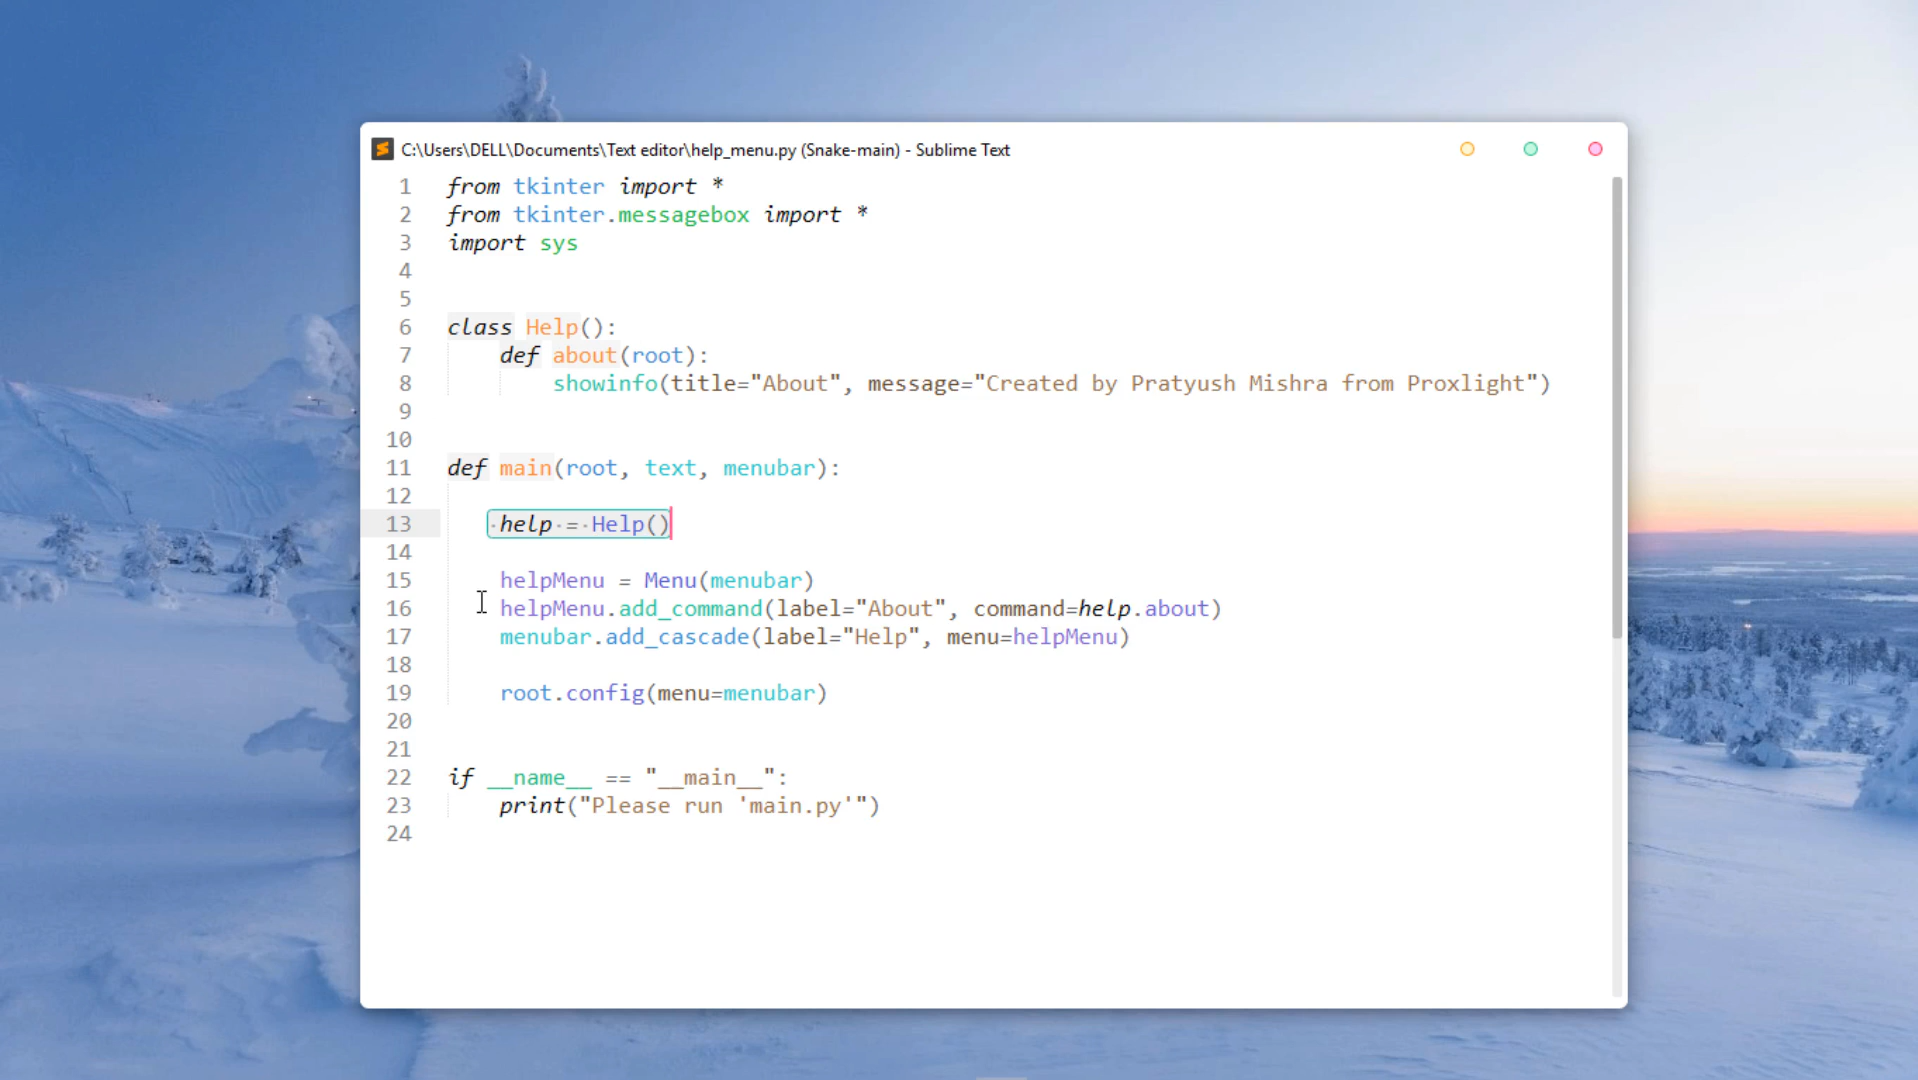 C:\Users\DELL\Documents\Text editor\help_menu.py (Snake-main) - Sublime Text
1 from tkinter import *
2 from tkinter.messagebox import *
3 import sys
4
5
6 class Help():
7     def about(root):
8         showinfo(title="About", message="Created by Pratyush Mishra from Proxlight")
9
10
11 def main(root, text, menubar):
12
13     help = Help()
14
15     helpMenu = Menu(menubar)
16     helpMenu.add_command(label="About", command=help.about)
17     menubar.add_cascade(label="Help", menu=helpMenu)
18
19     root.config(menu=menubar)
20
21
22 if __name__ == "__main__":
23     print("Please run 'main.py'")
24